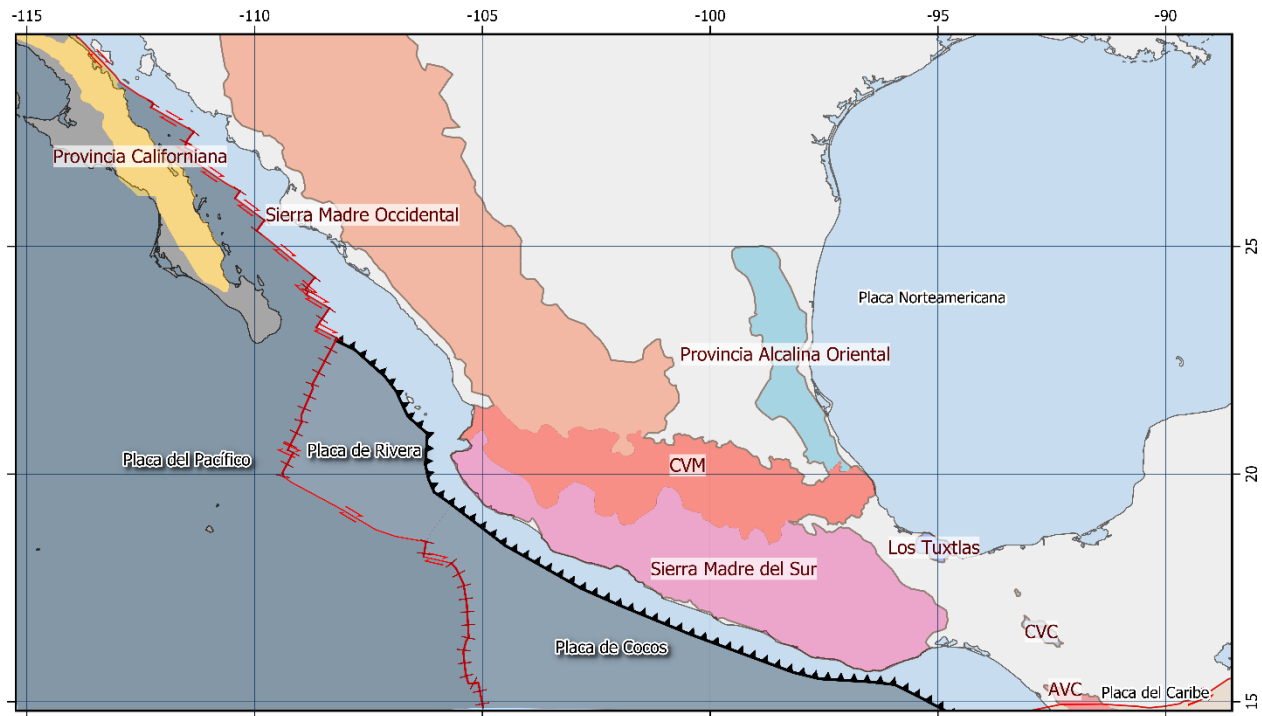 -115 -110 -105 -100 -95 -90
Provincia Californiana
Sierra Madre Occidental
25
Placa Norteamericana
Provincia Alcalina Oriental
Placa de Rivera
Placa del Pacífico
CVM
20
Los Tuxtlas
Sierra Madre del Sur
CVC
Placa de Cocos
AVC
Placa del Caribe
15